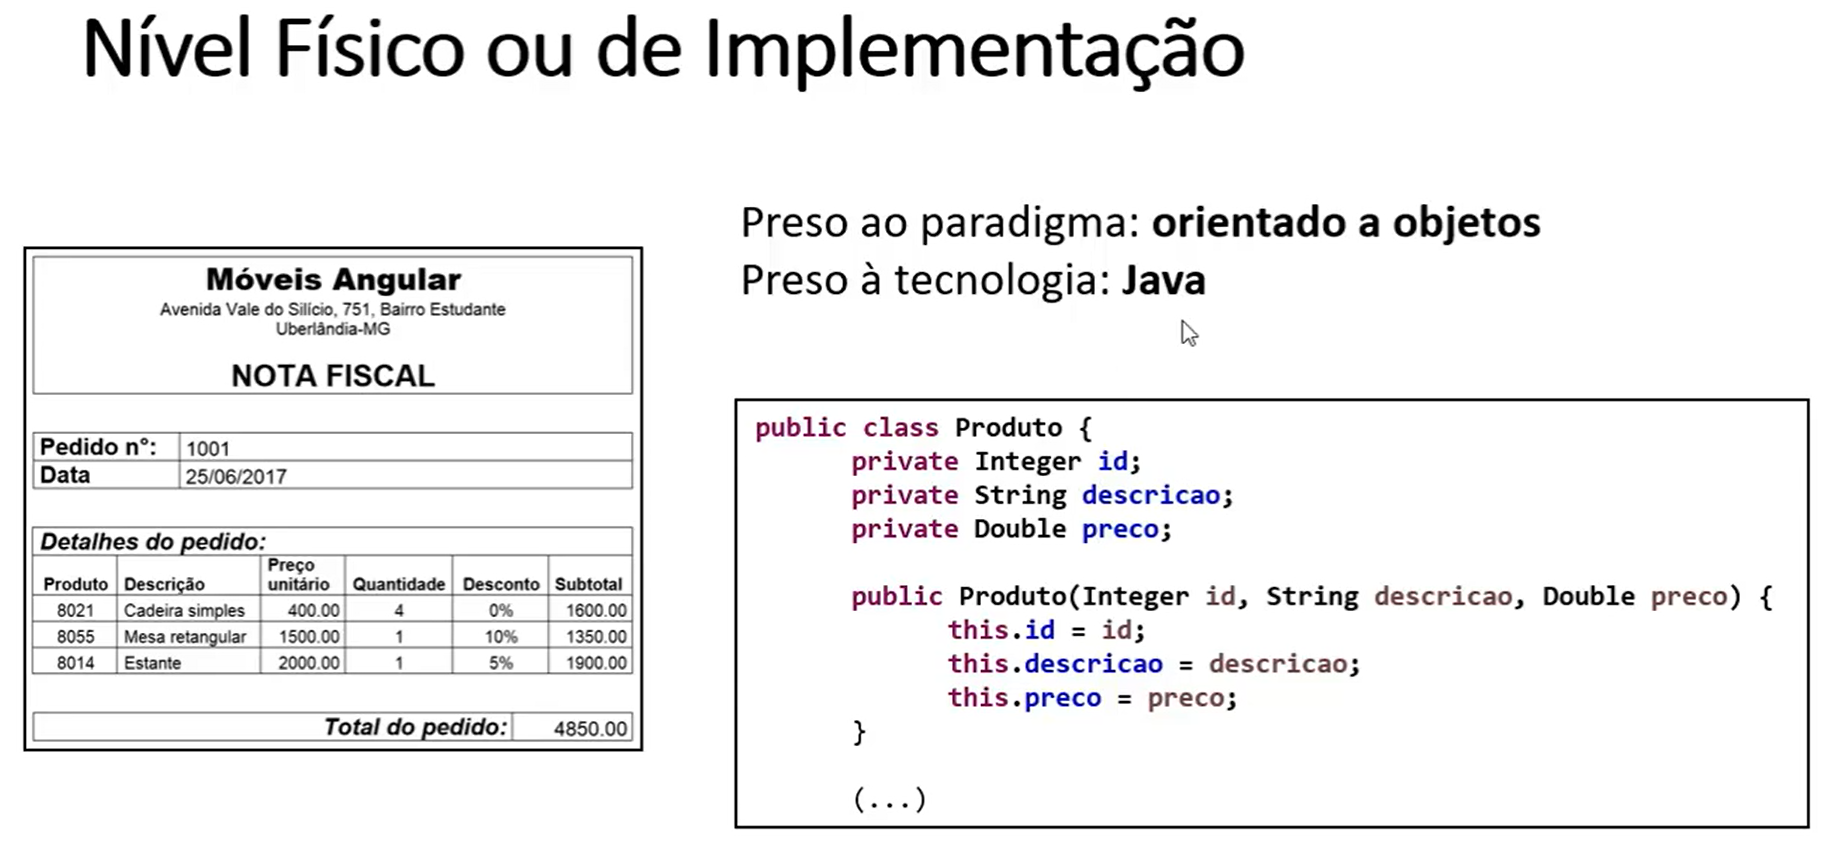 Nível Físico ou de Implementação
Preso ao paradigma: orientado a objetos
Preso à tecnologia: Java
Móveis Angular
Avenida Vale do Silício, 751, Bairro Estudante
Uberlândia-MG
NOTA FISCAL
Pedido n°: 1001
Data 25/06/2017
Detalhes do pedido:
Produto Descrição Preço unitário Quantidade Desconto Subtotal
8021 Cadeira simples 400.00 4 0% 1600.00
8055 Mesa retangular 1500.00 1 10% 1350.00
8014 Estante 2000.00 1 5% 1900.00
Total do pedido: 4850.00
public class Produto {
private Integer id;
private String descricao;
private Double preco;
public Produto(Integer id, String descricao, Double preco) {
this.id = id;
this.descricao = descricao;
this.preco = preco;
}
(...)